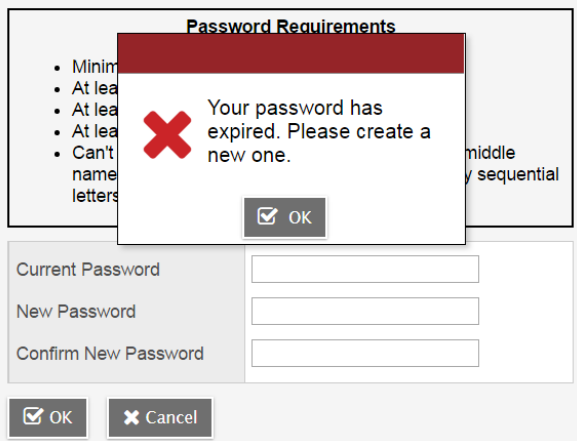 Password Requirements
• Minim
• At lea
• At lea
• At lea
• Can't
middle
name
y sequential
letters
Your password has
expired. Please create a
new one.
OK
Current Password
New Password
Confirm New Password
OK
Cancel